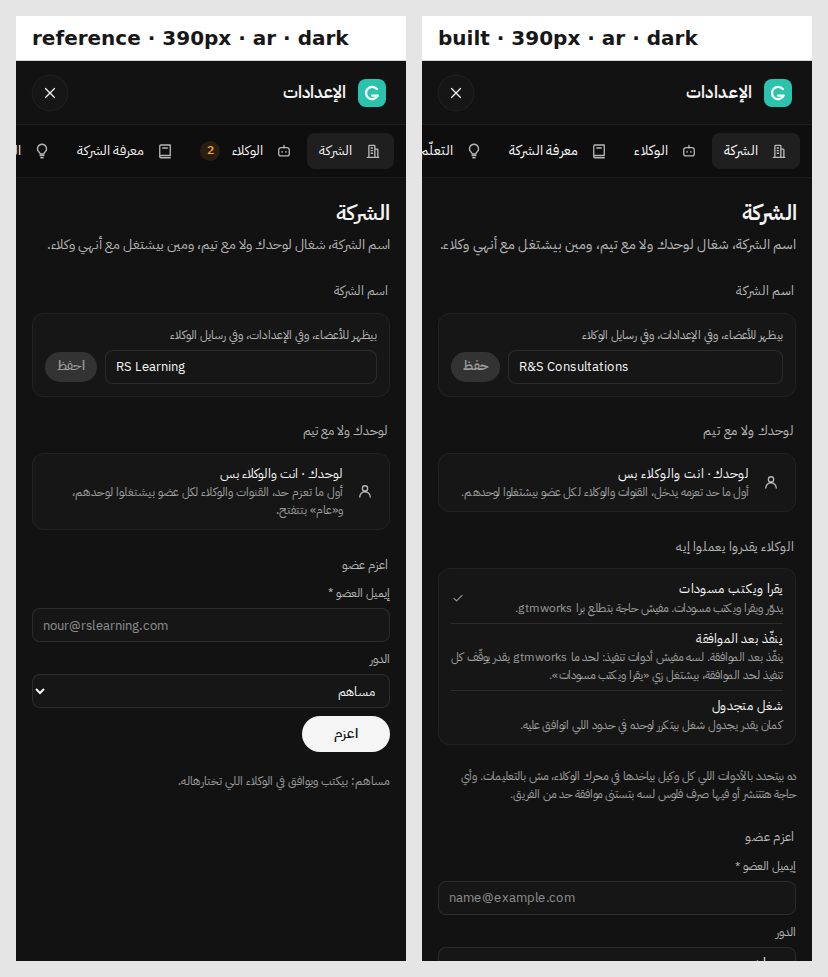 reference · 390px · ar · dark
الإعدادات
الشركة
الوكلاء 2
معرفة الشركة
الشركة
اسم الشركة، شغال لوحدك ولا مع تيم، ومين بيشتغل مع أنهي وكلاء.
اسم الشركة
بيظهر للأعضاء، وفي الإعدادات، وفي رسايل الوكلاء
RS Learning
احفظ
لوحدك ولا مع تيم
لوحدك · انت والوكلاء بس
أول ما تعزم حد، القنوات والوكلاء لكل عضو بيشتغلوا لوحدهم،
و«عام» بتتفتح.
اعزم عضو
إيميل العضو *
nour@rslearning.com
الدور
مساهم
اعزم
مساهم: بيكتب ويوافق في الوكلاء اللي تختارهاله.
built · 390px · ar · dark
الإعدادات
الشركة
الوكلاء
معرفة الشركة
الشركة
اسم الشركة، شغال لوحدك ولا مع تيم، ومين بيشتغل مع أنهي وكلاء.
اسم الشركة
بيظهر للأعضاء، وفي الإعدادات، وفي رسايل الوكلاء
R&S Consultations
حفظ
لوحدك ولا مع تيم
لوحدك · انت والوكلاء بس
أول ما حد تعزمه يدخل، القنوات والوكلاء لكل عضو بيشتغلوا لوحدهم.
الوكلاء يقدروا يعملوا إيه
يقرا ويكتب مسودات
يدوّر ويقرا ويكتب مسودات. مفيش حاجة بتطلع برا gtmworks.
ينفّذ بعد الموافقة
ينفّذ بعد الموافقة. لسه مفيش أدوات تنفيذ: لحد ما gtmworks يقدر يوقّف كل
تنفيذ لحد الموافقة، بيشتغل زي «يقرا ويكتب مسودات».
شغل متجدول
كمان يقدر يجدول شغل بيتكرر لوحده في حدود اللي اتوافق عليه.
ده بيتحدد بالأدوات اللي كل وكيل بياخدها في محرك الوكلاء، مش بالتعليمات. وأي
حاجة هتتنشر أو فيها صرف فلوس لسه بتستنى موافقة حد من الفريق.
اعزم عضو
إيميل العضو *
name@example.com
الدور